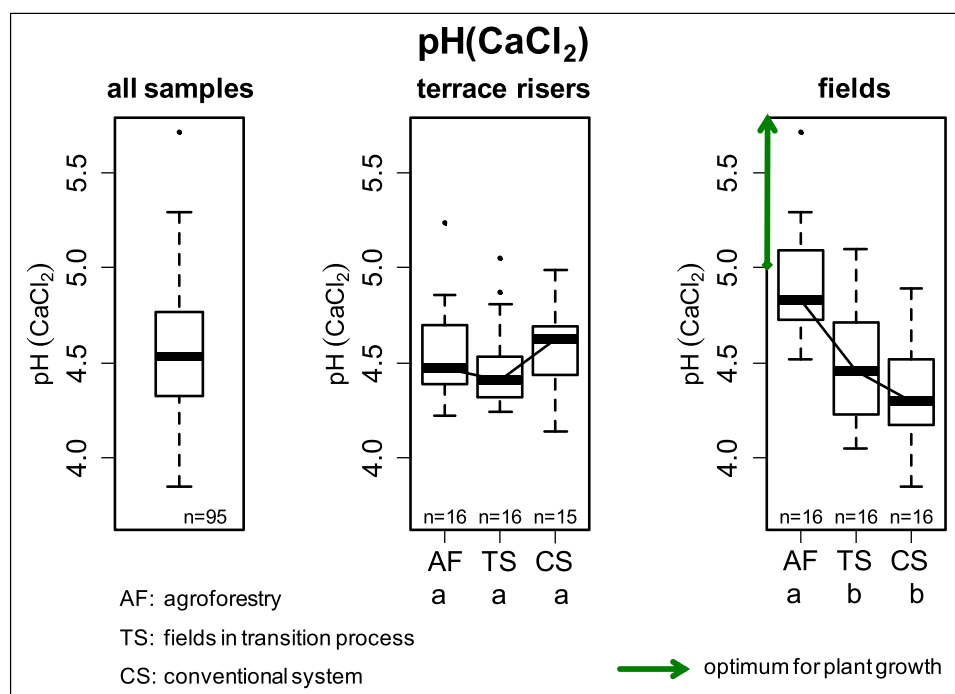 pH(CaCl₂)
all samples
terrace risers
fields
pH (CaCl₂)
5.5
5.0
4.5
4.0
n=95
pH (CaCl₂)
5.5
5.0
4.5
4.0
n=16 n=16 n=15
AF TS CS
a a a
pH (CaCl₂)
5.5
5.0
4.5
4.0
n=16 n=16 n=16
AF TS CS
a b b
AF: agroforestry
TS: fields in transition process
CS: conventional system
optimum for plant growth